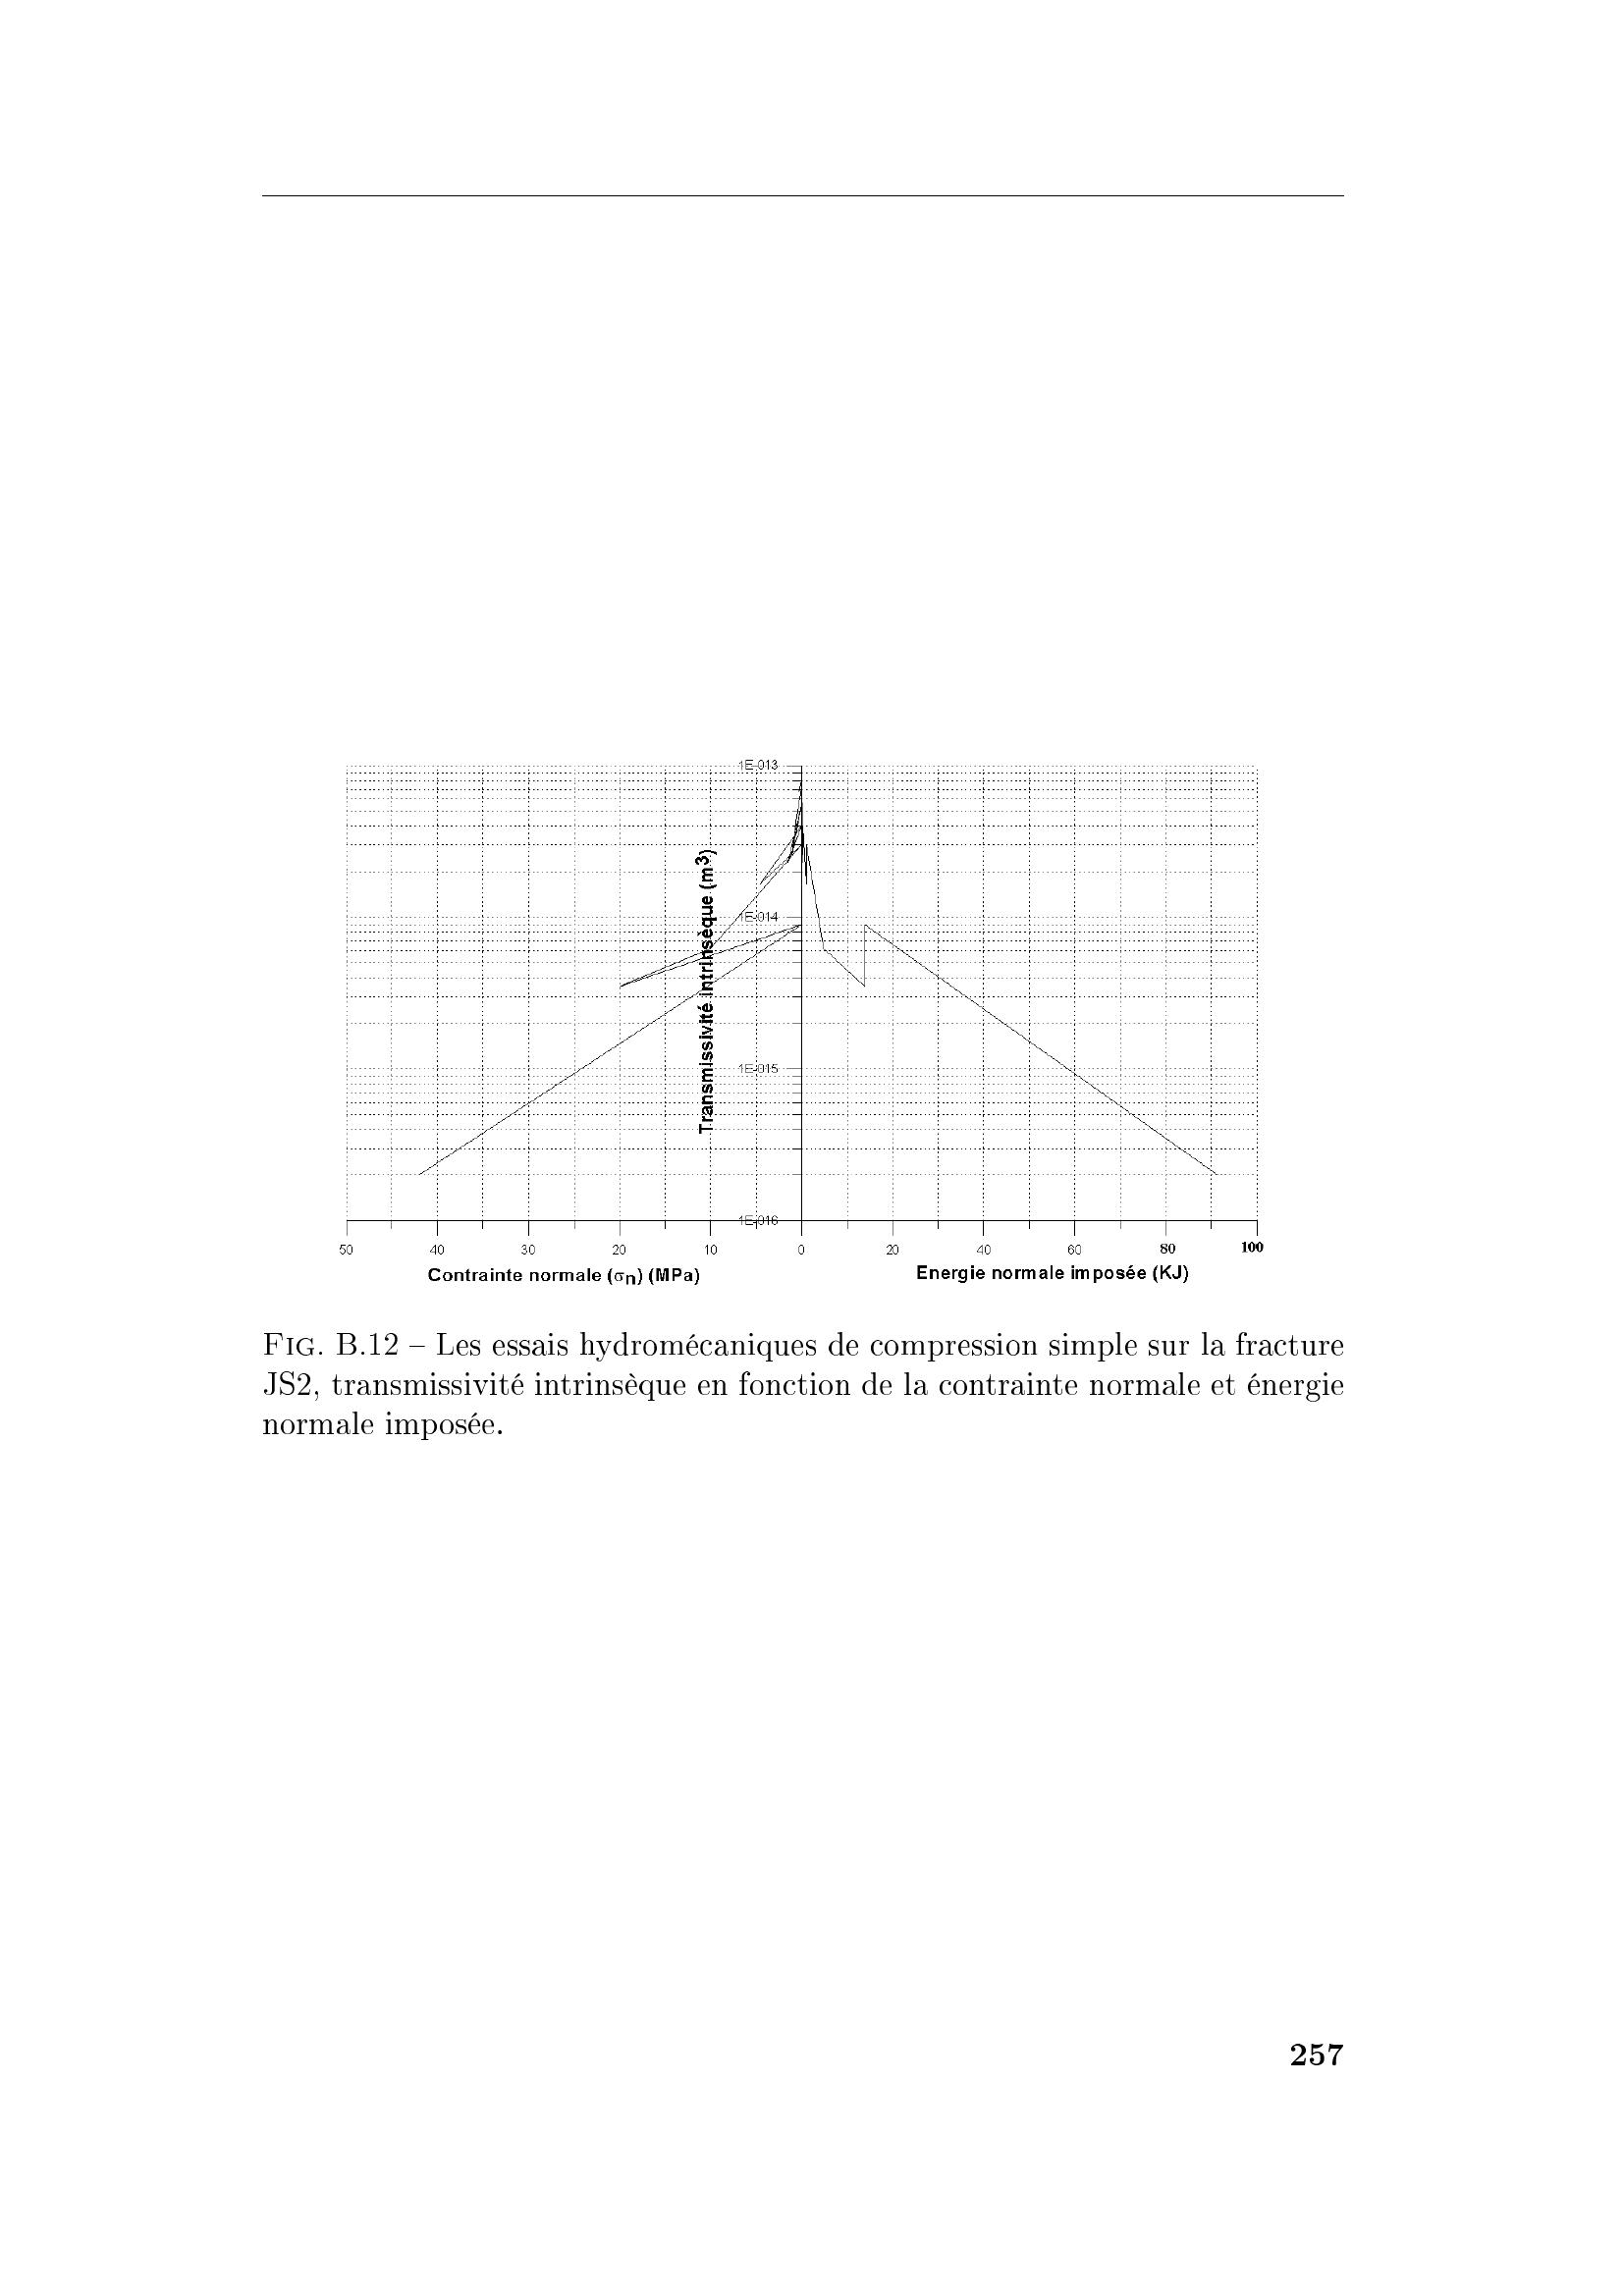 1E-013
1E-014
1E-015
1E-016
Transmissivité intrinsèque (m3)
50 40 30 20 10 0 20 40 60 80 100
Contrainte normale (σn) (MPa) Energie normale imposée (KJ)
FIG. B.12 – Les essais hydromécaniques de compression simple sur la fracture
JS2, transmissivité intrinsèque en fonction de la contrainte normale et énergie
normale imposée.
257